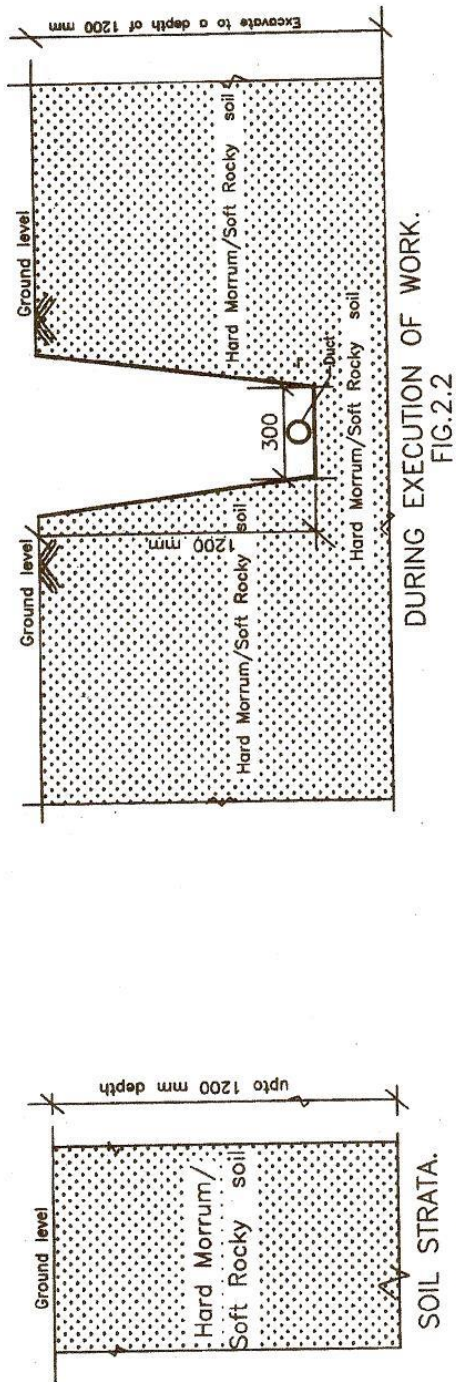 Ground level
Hard Morrum/
Soft Rocky soil
upto 1200 mm depth
SOIL STRATA.
Ground level
Ground level
Hard Morrum/Soft Rocky soil
1200 mm
300
Duct
Hard Morrum/Soft Rocky soil
Hard Morrum/Soft Rocky soil
Excavate to a depth of 1200 mm
DURING EXECUTION OF WORK.
FIG.2.2